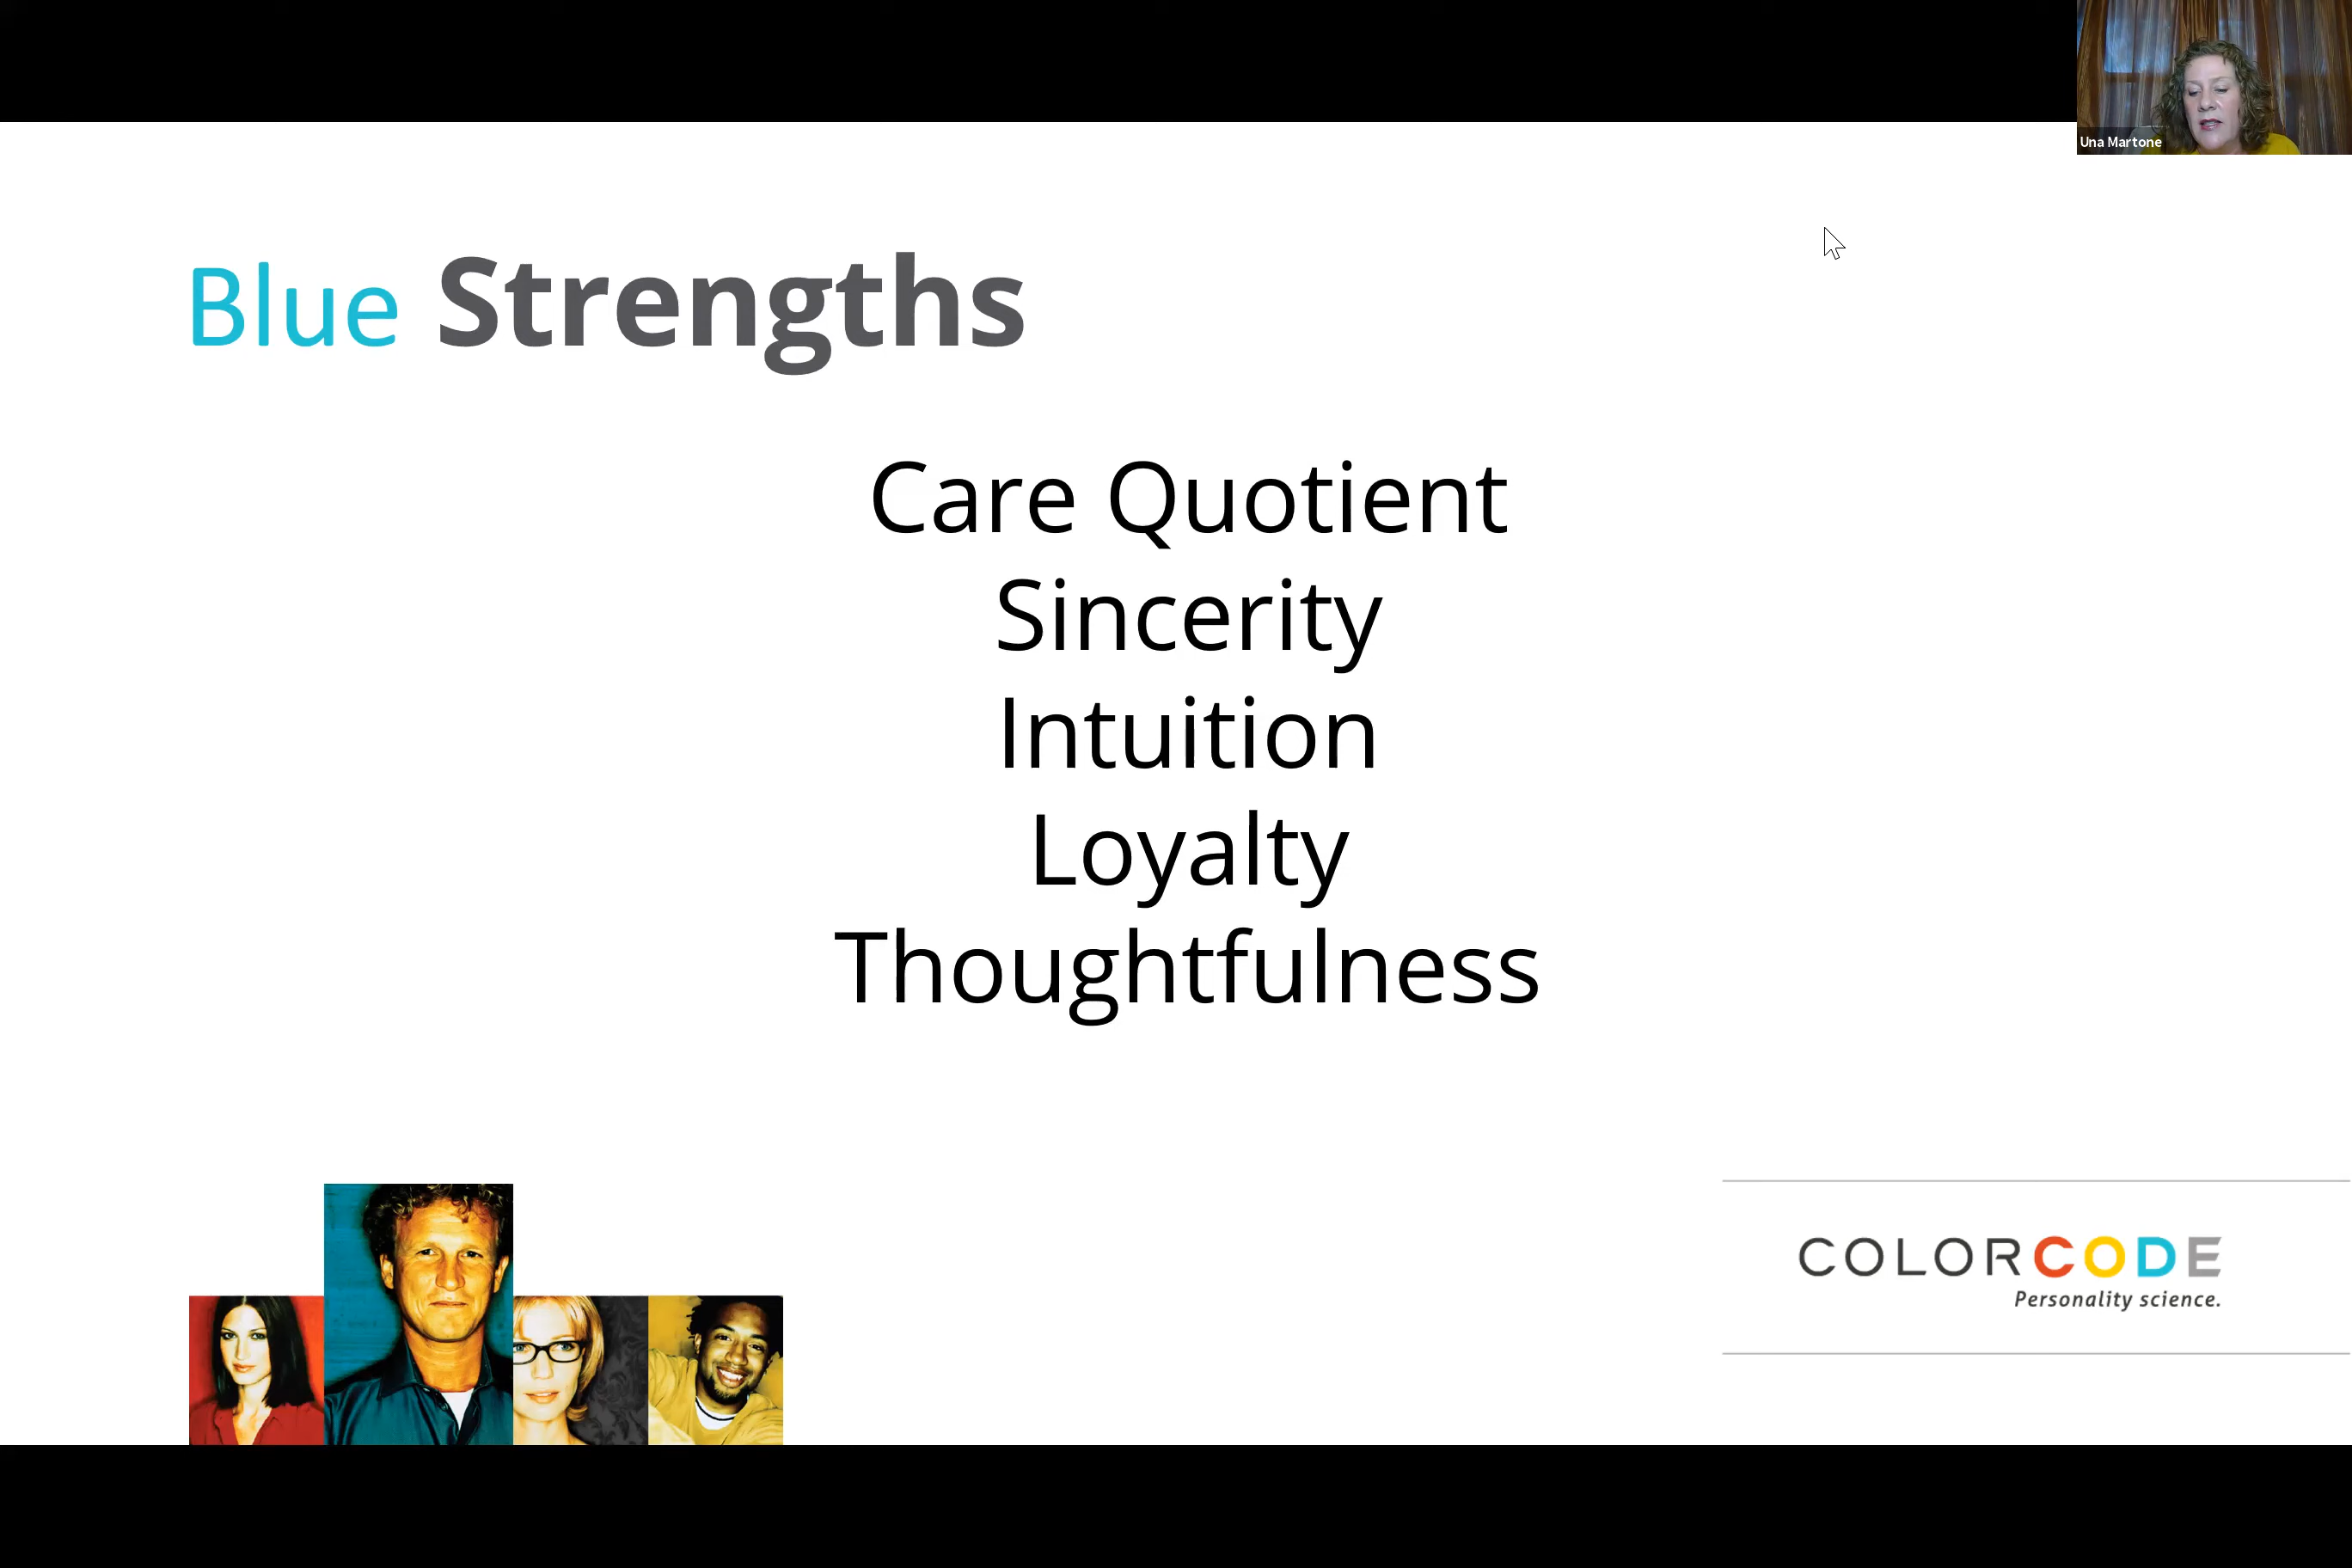 Una Martone
Blue Strengths
Care Quotient
Sincerity
Intuition
Loyalty
Thoughtfulness
COLORCODE
Personality science.